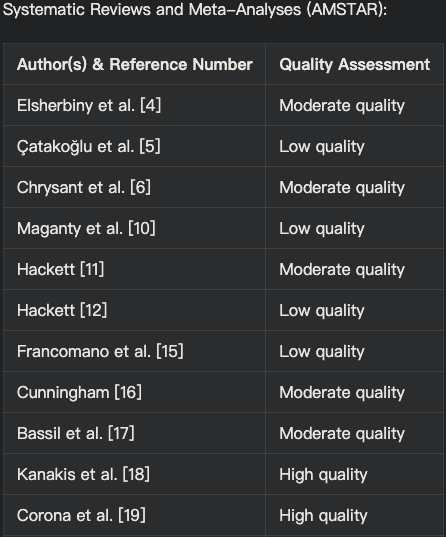 Systematic Reviews and Meta-Analyses (AMSTAR):
Author(s) & Reference Number Quality Assessment
Elsherbiny et al. [4] Moderate quality
Çatakoğlu et al. [5] Low quality
Chrysant et al. [6] Moderate quality
Maganty et al. [10] Low quality
Hackett [11] Moderate quality
Hackett [12] Low quality
Francomano et al. [15] Low quality
Cunningham [16] Moderate quality
Bassil et al. [17] Moderate quality
Kanakis et al. [18] High quality
Corona et al. [19] High quality